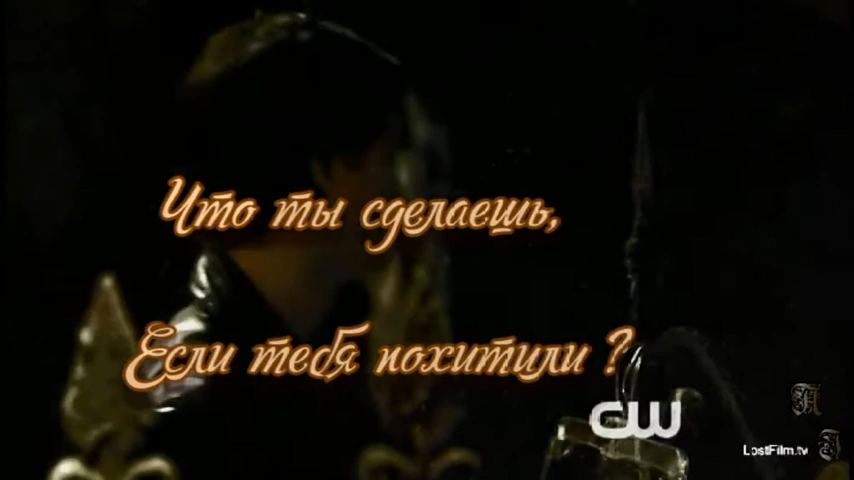 Что ты сделаешь,
Если тебя похитили ?
CW
LostFilm.tv